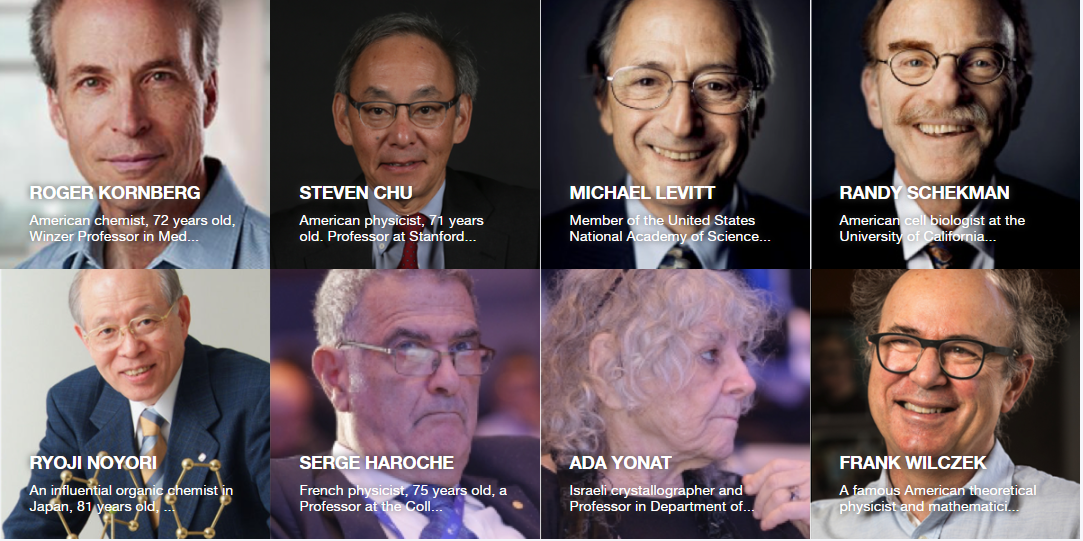 ROGER KORNBERG
American chemist, 72 years old,
Winzer Professor in Med...
STEVEN CHU
American physicist, 71 years
old. Professor at Stanford...
MICHAEL LEVITT
Member of the United States
National Academy of Science...
RANDY SCHEKMAN
American cell biologist at the
University of California...
RYOJI NOYORI
An influential organic chemist in
Japan, 81 years old, ...
SERGE HAROCHE
French physicist, 75 years old, a
Professor at the Coll...
ADA YONAT
Israeli crystallographer and
Professor in Department of...
FRANK WILCZEK
A famous American theoretical
physicist and mathematici...